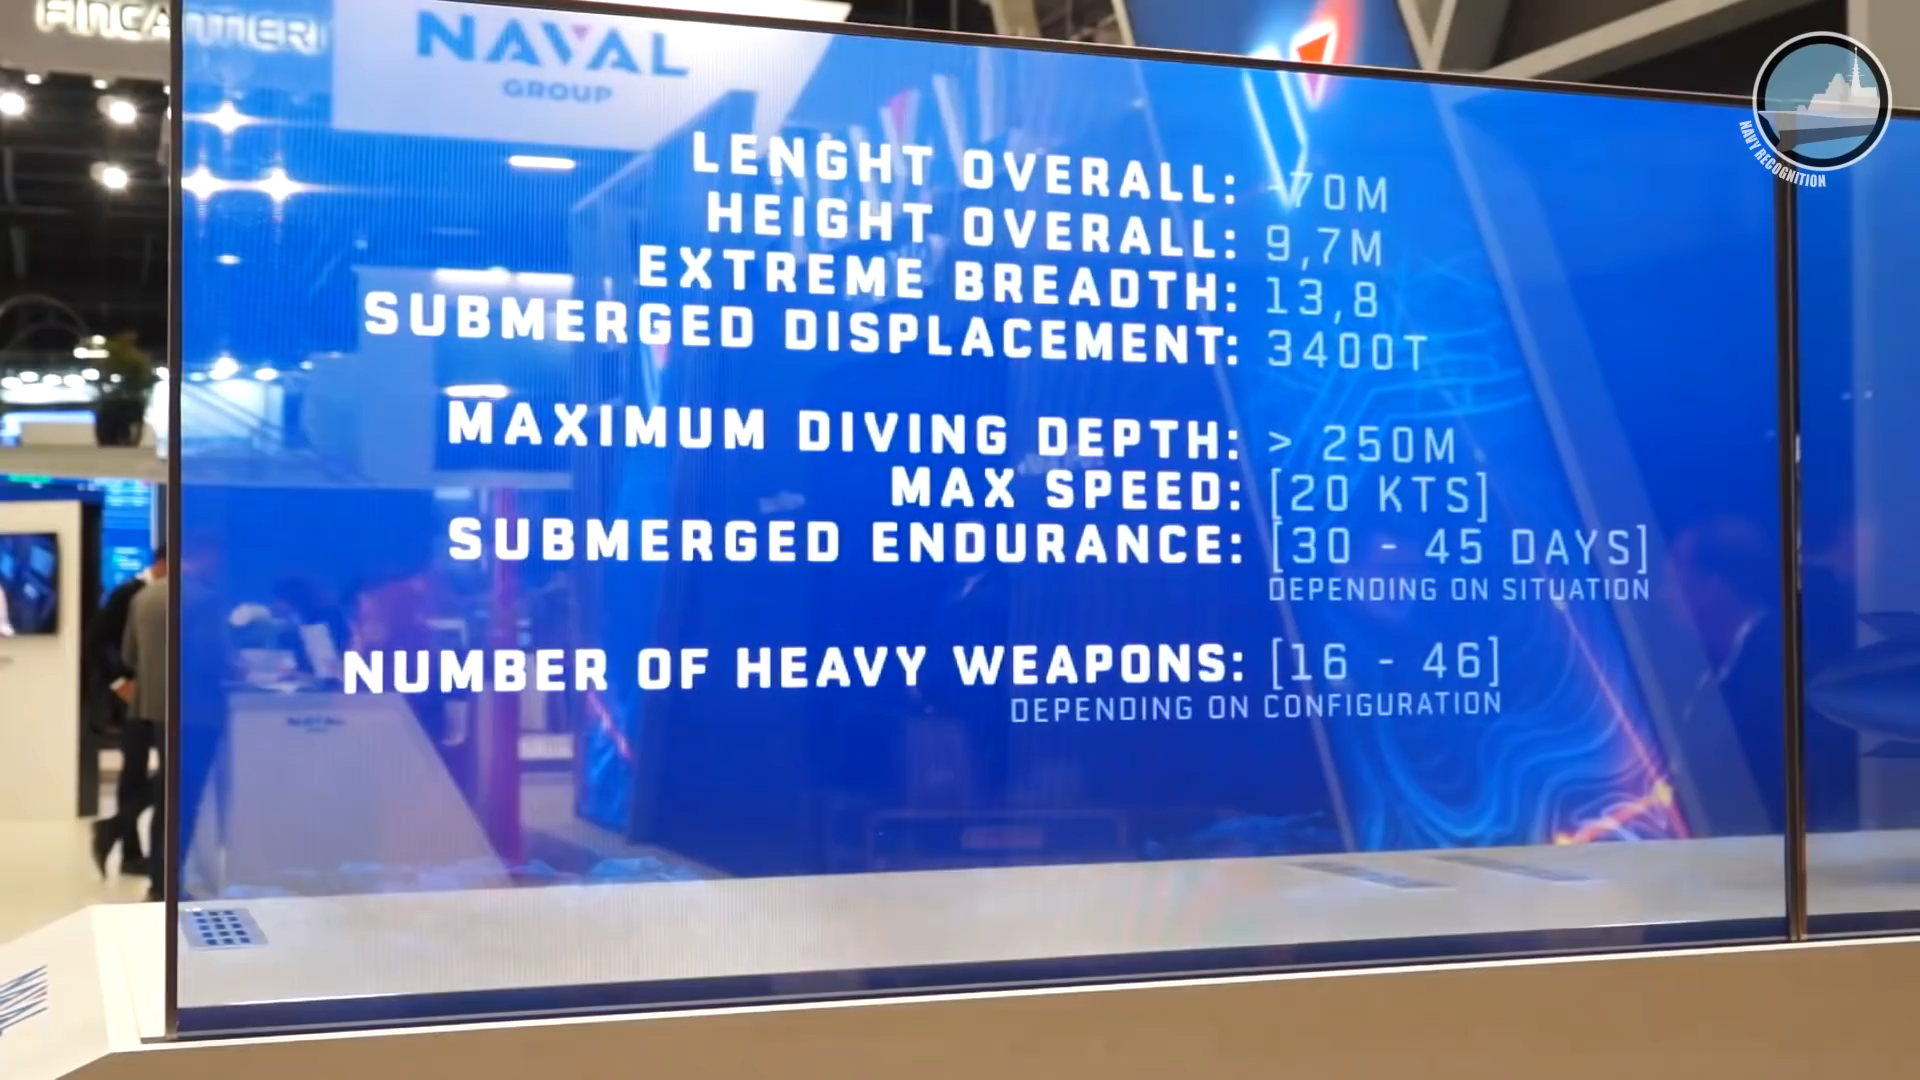 FINCANTIERI
NAVAL
GROUP
LENGHT OVERALL: ~70M
HEIGHT OVERALL: 9,7M
EXTREME BREADTH: 13,8
SUBMERGED DISPLACEMENT: 3400T
MAXIMUM DIVING DEPTH: > 250M
MAX SPEED: [20 KTS]
SUBMERGED ENDURANCE: [30 - 45 DAYS]
DEPENDING ON SITUATION
NUMBER OF HEAVY WEAPONS: [16 - 46]
DEPENDING ON CONFIGURATION
NAVAL
NAVY RECOGNITION